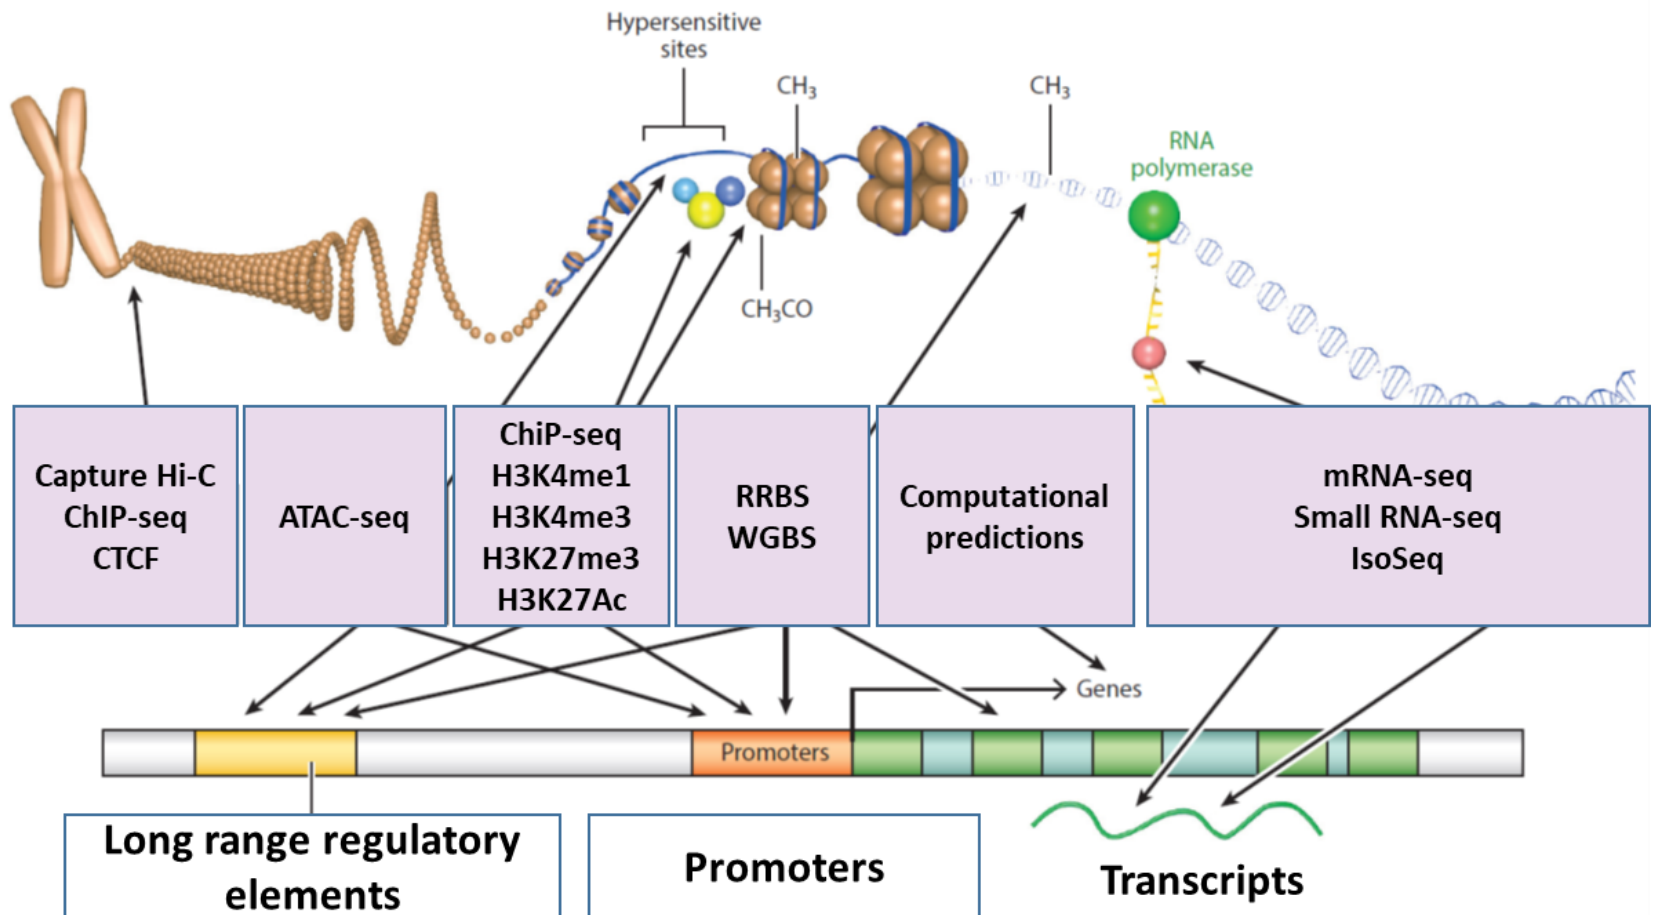 Hypersensitive
sites
CH₃
CH₃
RNA
polymerase
CH₃CO
Capture Hi-C
ChIP-seq
CTCF
ATAC-seq
ChiP-seq
H3K4me1
H3K4me3
H3K27me3
H3K27Ac
RRBS
WGBS
Computational
predictions
mRNA-seq
Small RNA-seq
IsoSeq
Genes
Promoters
Long range regulatory
elements
Promoters
Transcripts